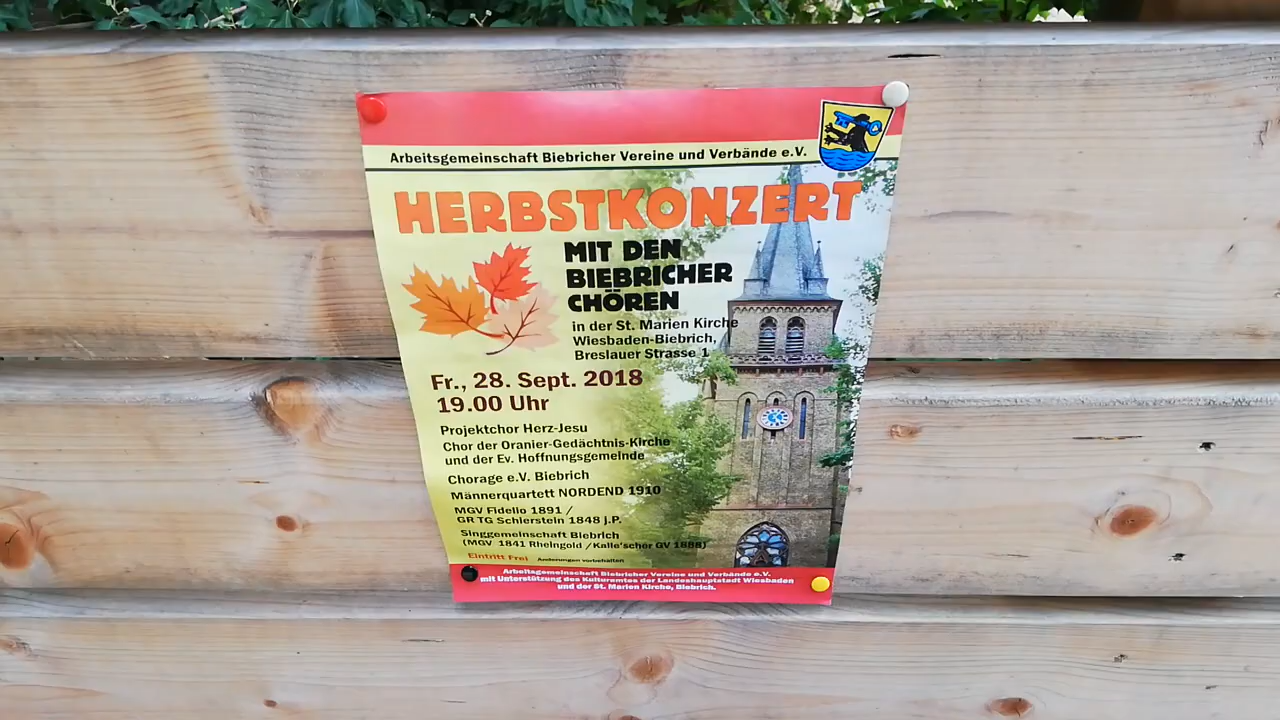 Arbeitsgemeinschaft Biebricher Vereine und Verbände e.V.
HERBSTKONZERT
MIT DEN
BIEBRICHER
CHÖREN
in der St. Marien Kirche
Wiesbaden-Biebrich,
Breslauer Strasse 1
Fr., 28. Sept. 2018
19.00 Uhr
Projektchor Herz-Jesu
Chor der Oranier-Gedächtnis-Kirche
und der Ev. Hoffnungsgemeinde
Chorage e.V. Biebrich
Männerquartett NORDEND 1910
MGV Fidelio 1891 /
GR TG Schierstein 1848 J.P.
Singgemeinschaft Biebrich
(MGV 1841 Rheingold /Kalle'scher GV 1888)
Eintritt Frei Änderungen vorbehalten
Arbeitsgemeinschaft Biebricher Vereine und Verbände e.V.
mit Unterstützung des Kulturamtes der Landeshauptstadt Wiesbaden
und der St. Marien Kirche, Biebrich.